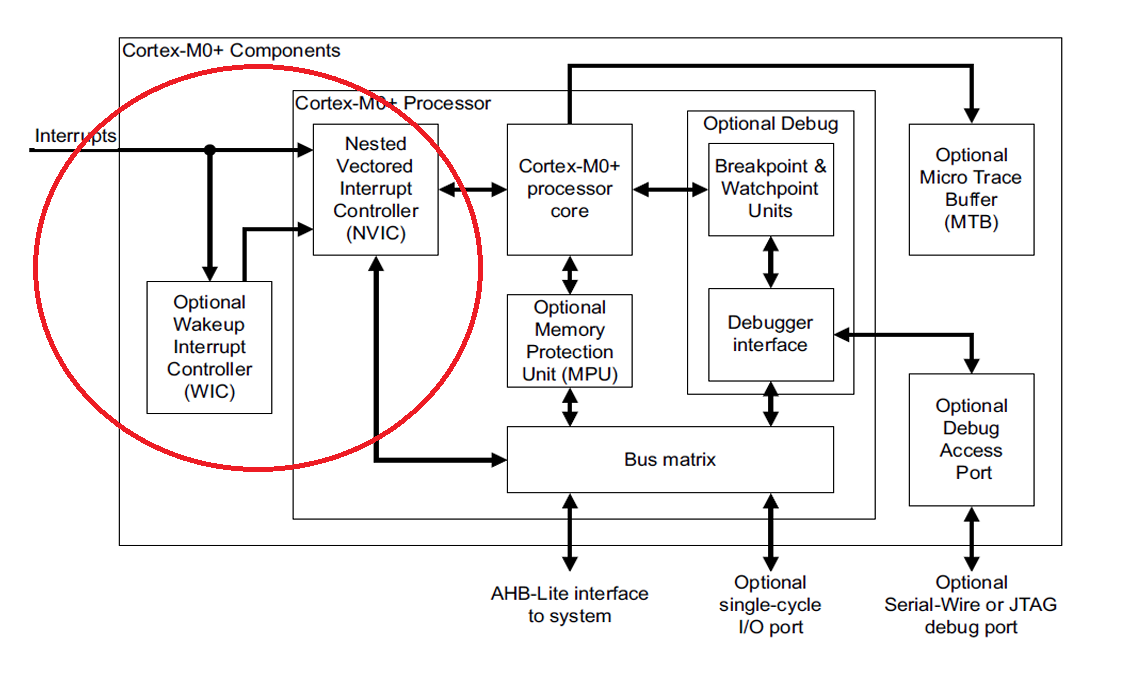 Cortex-M0+ Components
Cortex-M0+ Processor
Interrupts
Nested
Vectored
Interrupt
Controller
(NVIC)
Optional
Wakeup
Interrupt
Controller
(WIC)
Cortex-M0+
processor
core
Optional
Memory
Protection
Unit (MPU)
Optional Debug
Breakpoint &
Watchpoint
Units
Debugger
interface
Bus matrix
Optional
Micro Trace
Buffer
(MTB)
Optional
Debug
Access
Port
AHB-Lite interface
to system
Optional
single-cycle
I/O port
Optional
Serial-Wire or JTAG
debug port